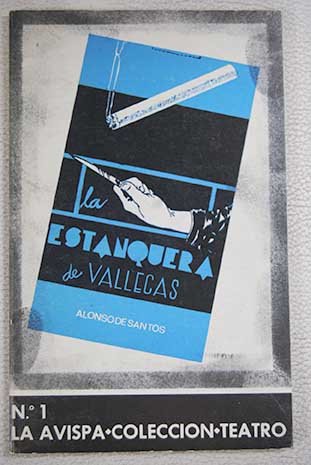 la
ESTANQUERA
de VALLECAS
ALONSO DE SANTOS
N.º 1
LA AVISPA·COLECCION·TEATRO